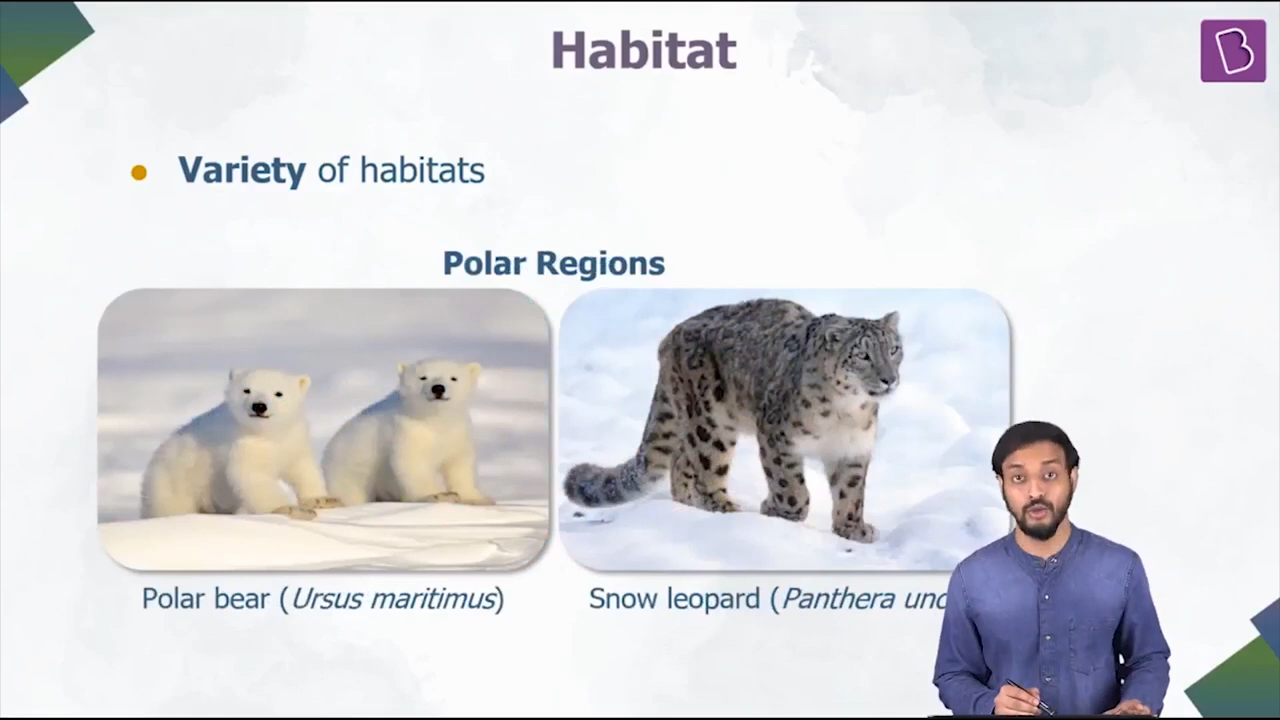 Habitat
Variety of habitats
Polar Regions
Polar bear (Ursus maritimus)
Snow leopard (Panthera